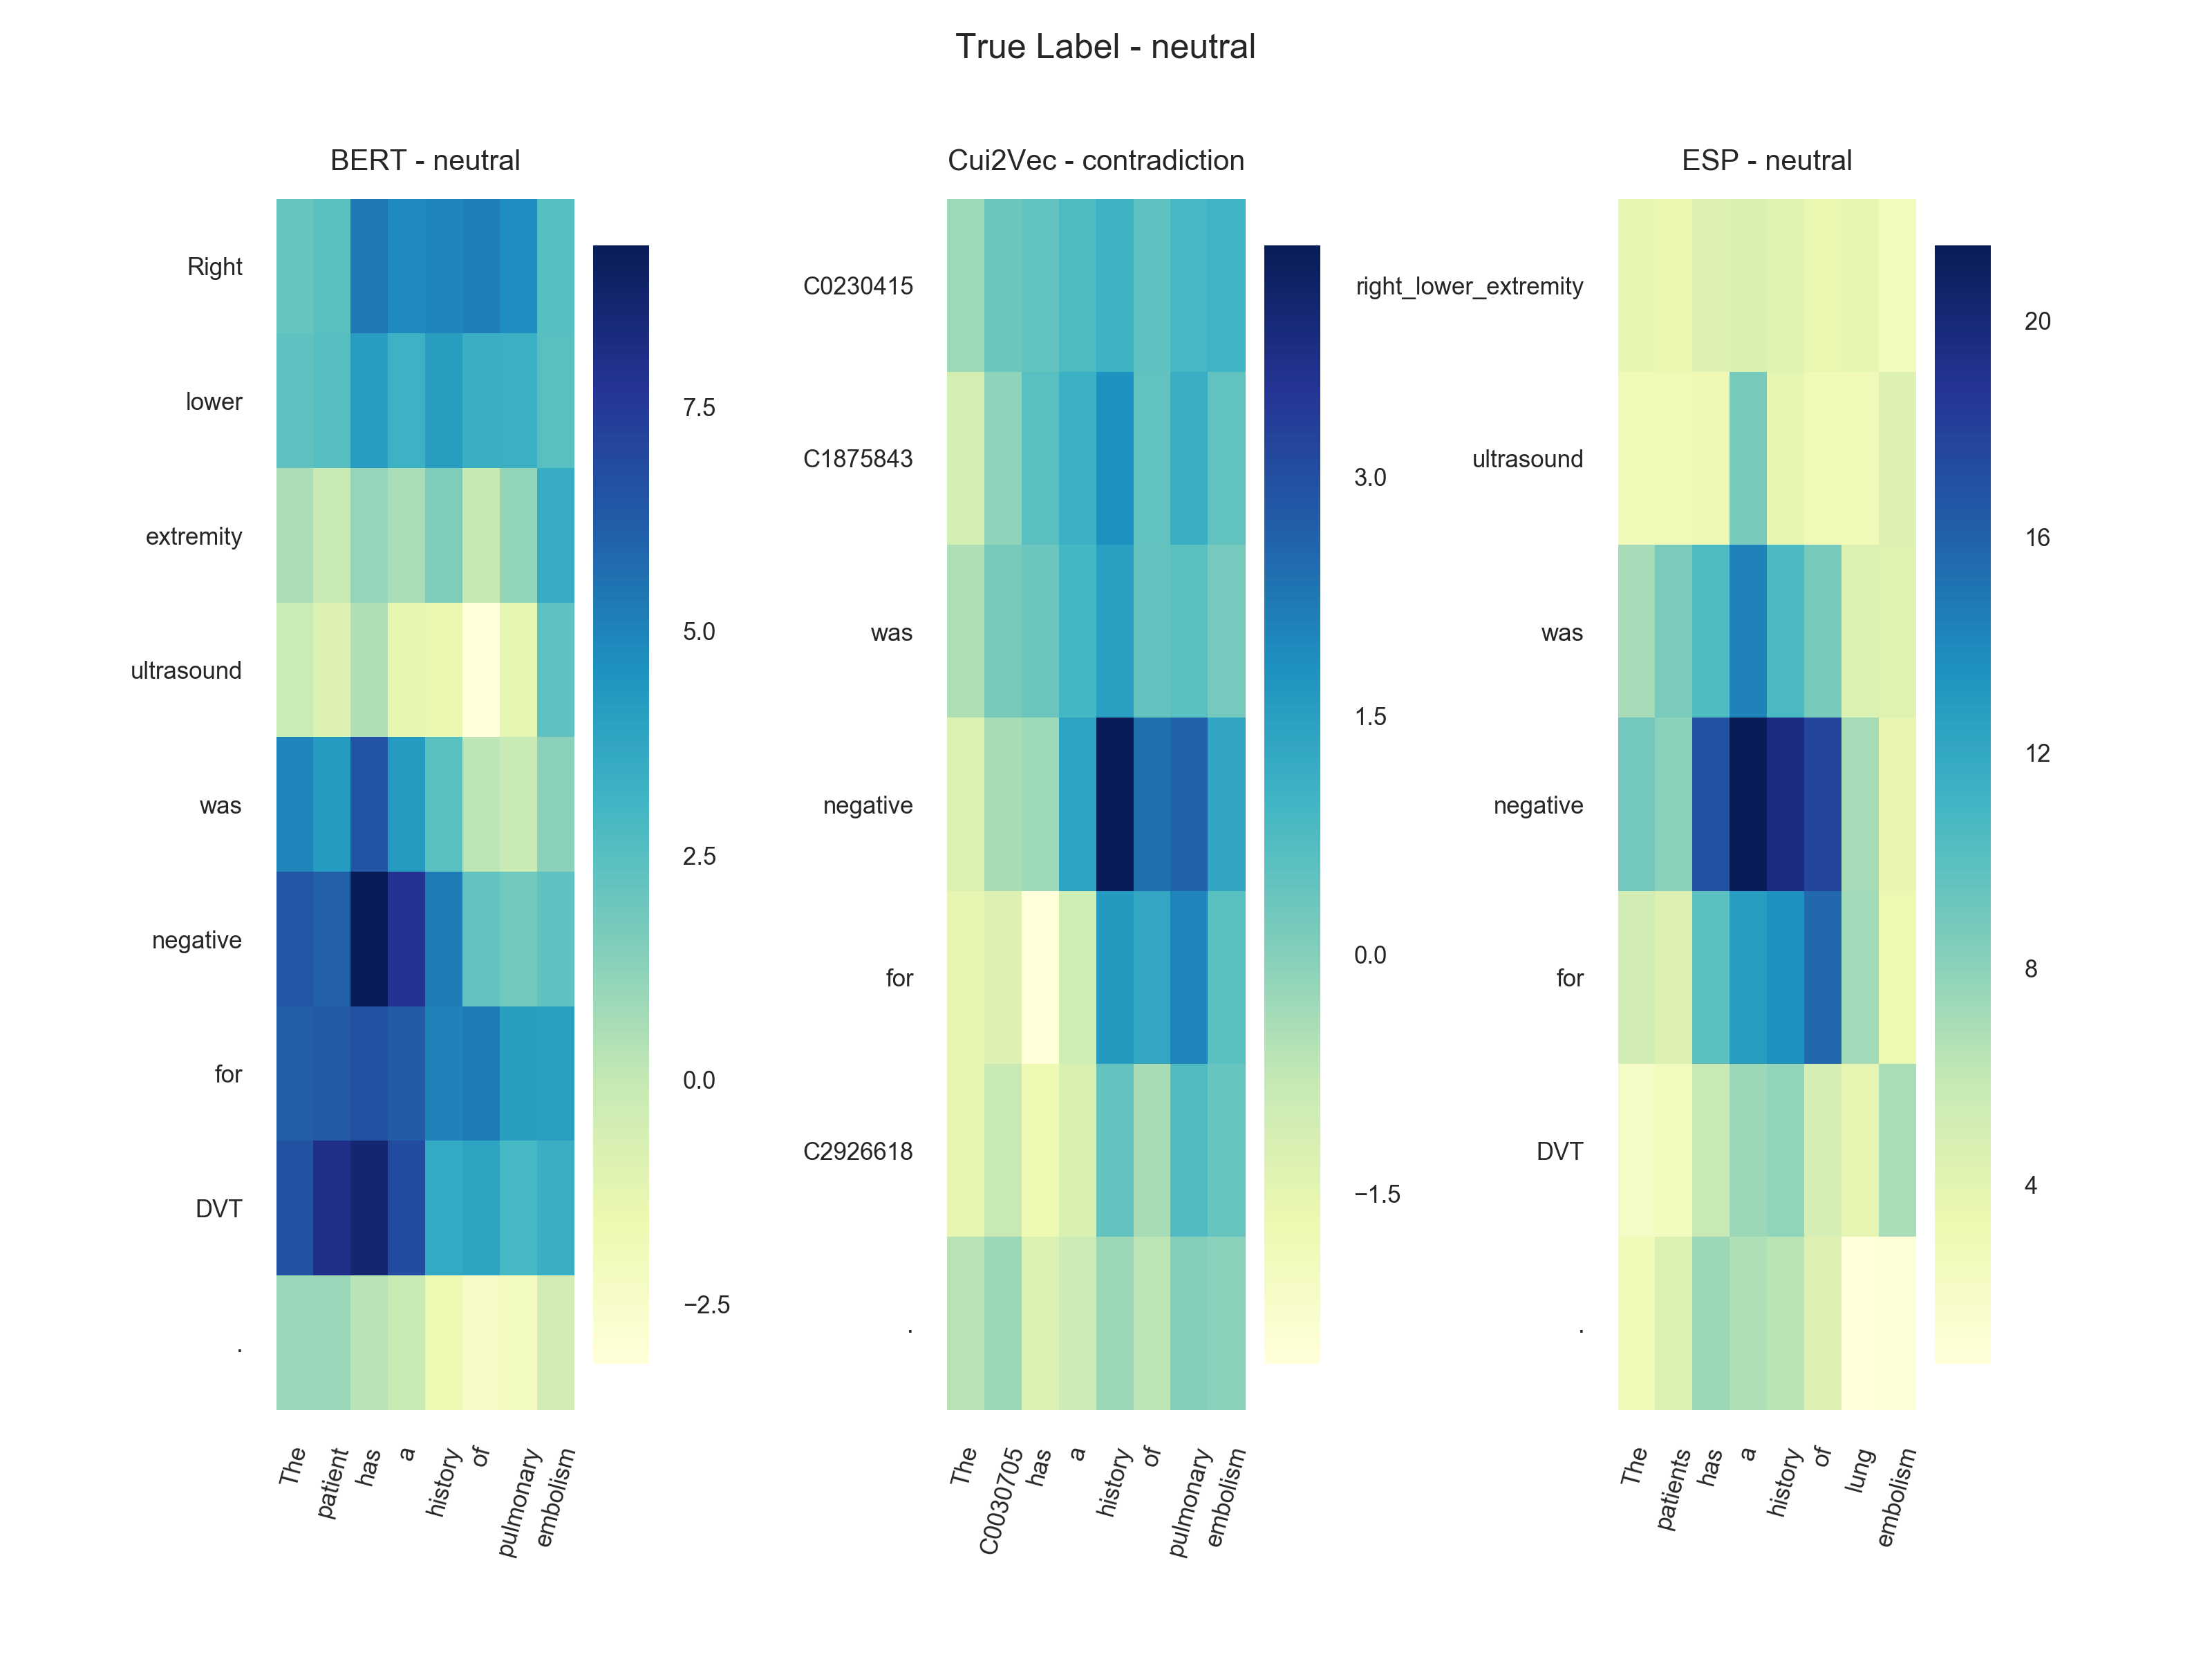 True Label - neutral
BERT - neutral
Right
lower
extremity
ultrasound
was
negative
for
DVT
.
The
patient
has
a
history
of
pulmonary
embolism
7.5
5.0
2.5
0.0
−2.5
Cui2Vec - contradiction
C0230415
C1875843
was
negative
for
C2926618
.
The
C0030705
has
a
history
of
pulmonary
embolism
3.0
1.5
0.0
−1.5
ESP - neutral
right_lower_extremity
ultrasound
was
negative
for
DVT
.
The
patients
has
a
history
of
lung
embolism
20
16
12
8
4